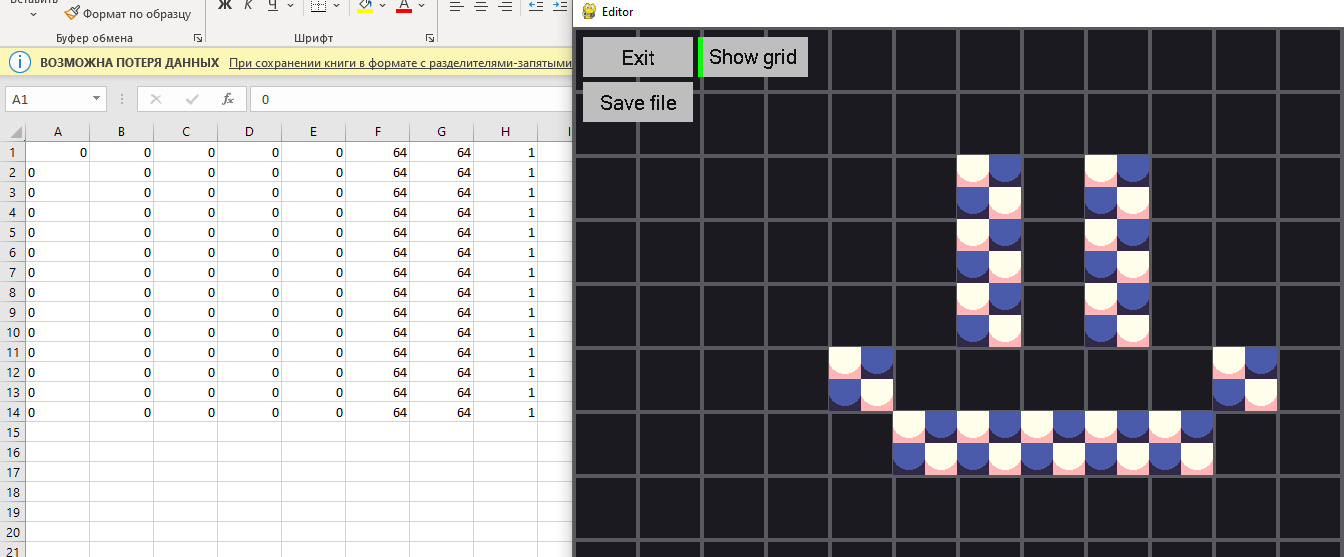 Вставить
Формат по образцу
Ж К Ч
А
Буфер обмена
Шрифт
ВОЗМОЖНА ПОТЕРЯ ДАННЫХ При сохранении книги в формате с разделителями-запятыми
A1 fx 0
A B C D E F G H I
1 0 0 0 0 0 64 64 1
2 0 0 0 0 0 64 64 1
3 0 0 0 0 0 64 64 1
4 0 0 0 0 0 64 64 1
5 0 0 0 0 0 64 64 1
6 0 0 0 0 0 64 64 1
7 0 0 0 0 0 64 64 1
8 0 0 0 0 0 64 64 1
9 0 0 0 0 0 64 64 1
10 0 0 0 0 0 64 64 1
11 0 0 0 0 0 64 64 1
12 0 0 0 0 0 64 64 1
13 0 0 0 0 0 64 64 1
14 0 0 0 0 0 64 64 1
15
16
17
18
19
20
21
Editor
Exit
Show grid
Save file